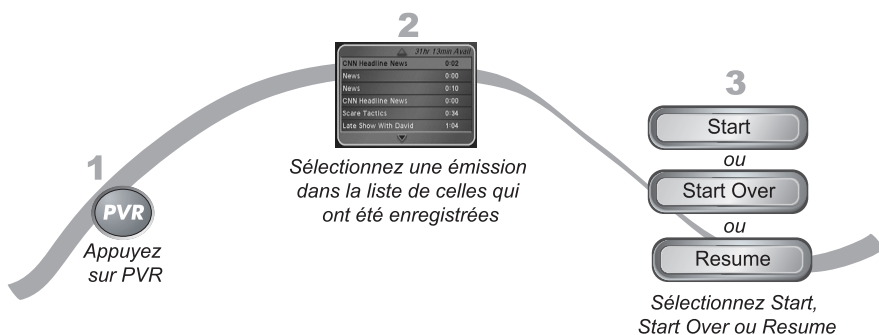 1
PVR
Appuyez
sur PVR
2
31hr 13min Avail
CNN Headline News 0:02
News 0:00
News 0:10
CNN Headline News 0:00
Scare Tactics 0:34
Late Show With David 1:04
Sélectionnez une émission
dans la liste de celles qui
ont été enregistrées
3
Start
ou
Start Over
ou
Resume
Sélectionnez Start,
Start Over ou Resume